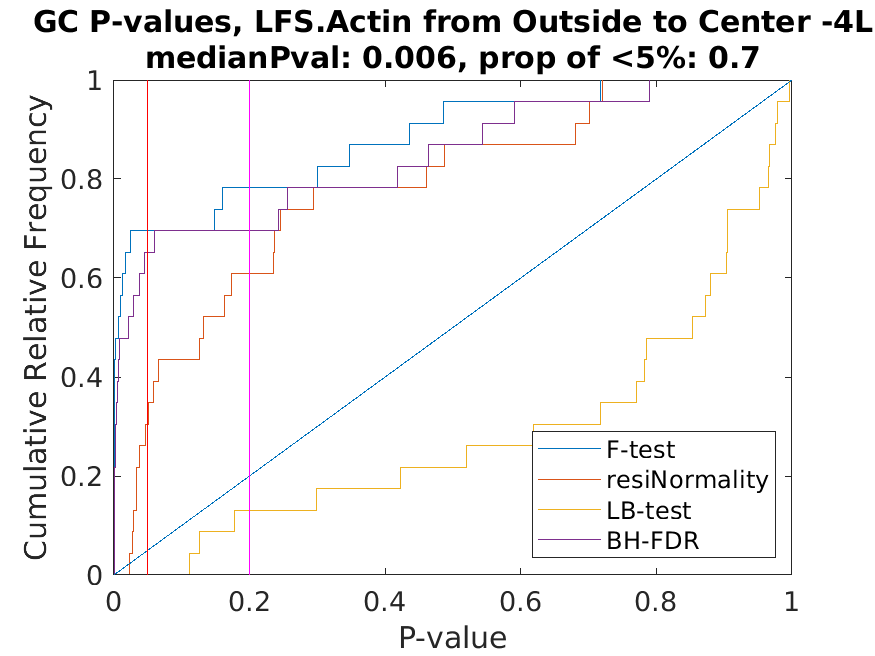 GC P-values, LFS.Actin from Outside to Center -4L
medianPval: 0.006, prop of <5%: 0.7
Cumulative Relative Frequency
1
0.8
0.6
0.4
0.2
0
0 0.2 0.4 0.6 0.8 1
P-value
F-test
resiNormality
LB-test
BH-FDR